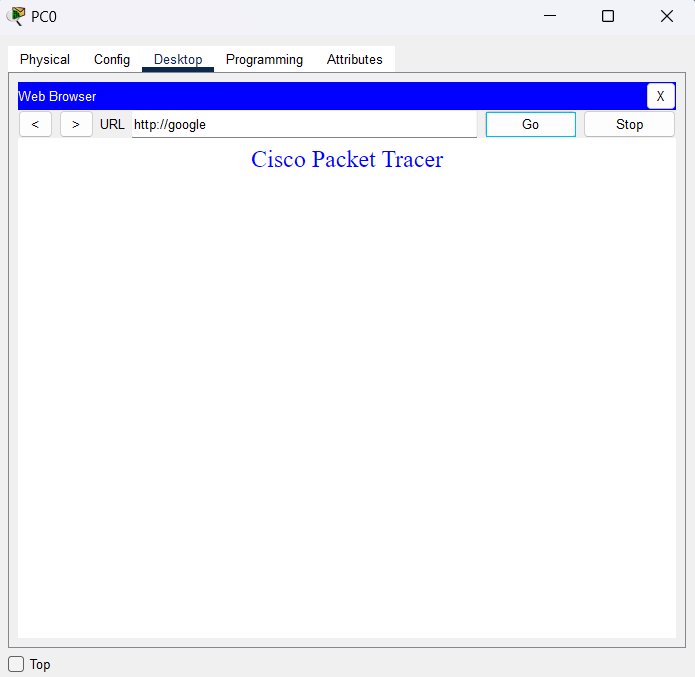 PC0
Physical Config Desktop Programming Attributes
Web Browser X
< > URL http://google Go Stop
Cisco Packet Tracer
Top